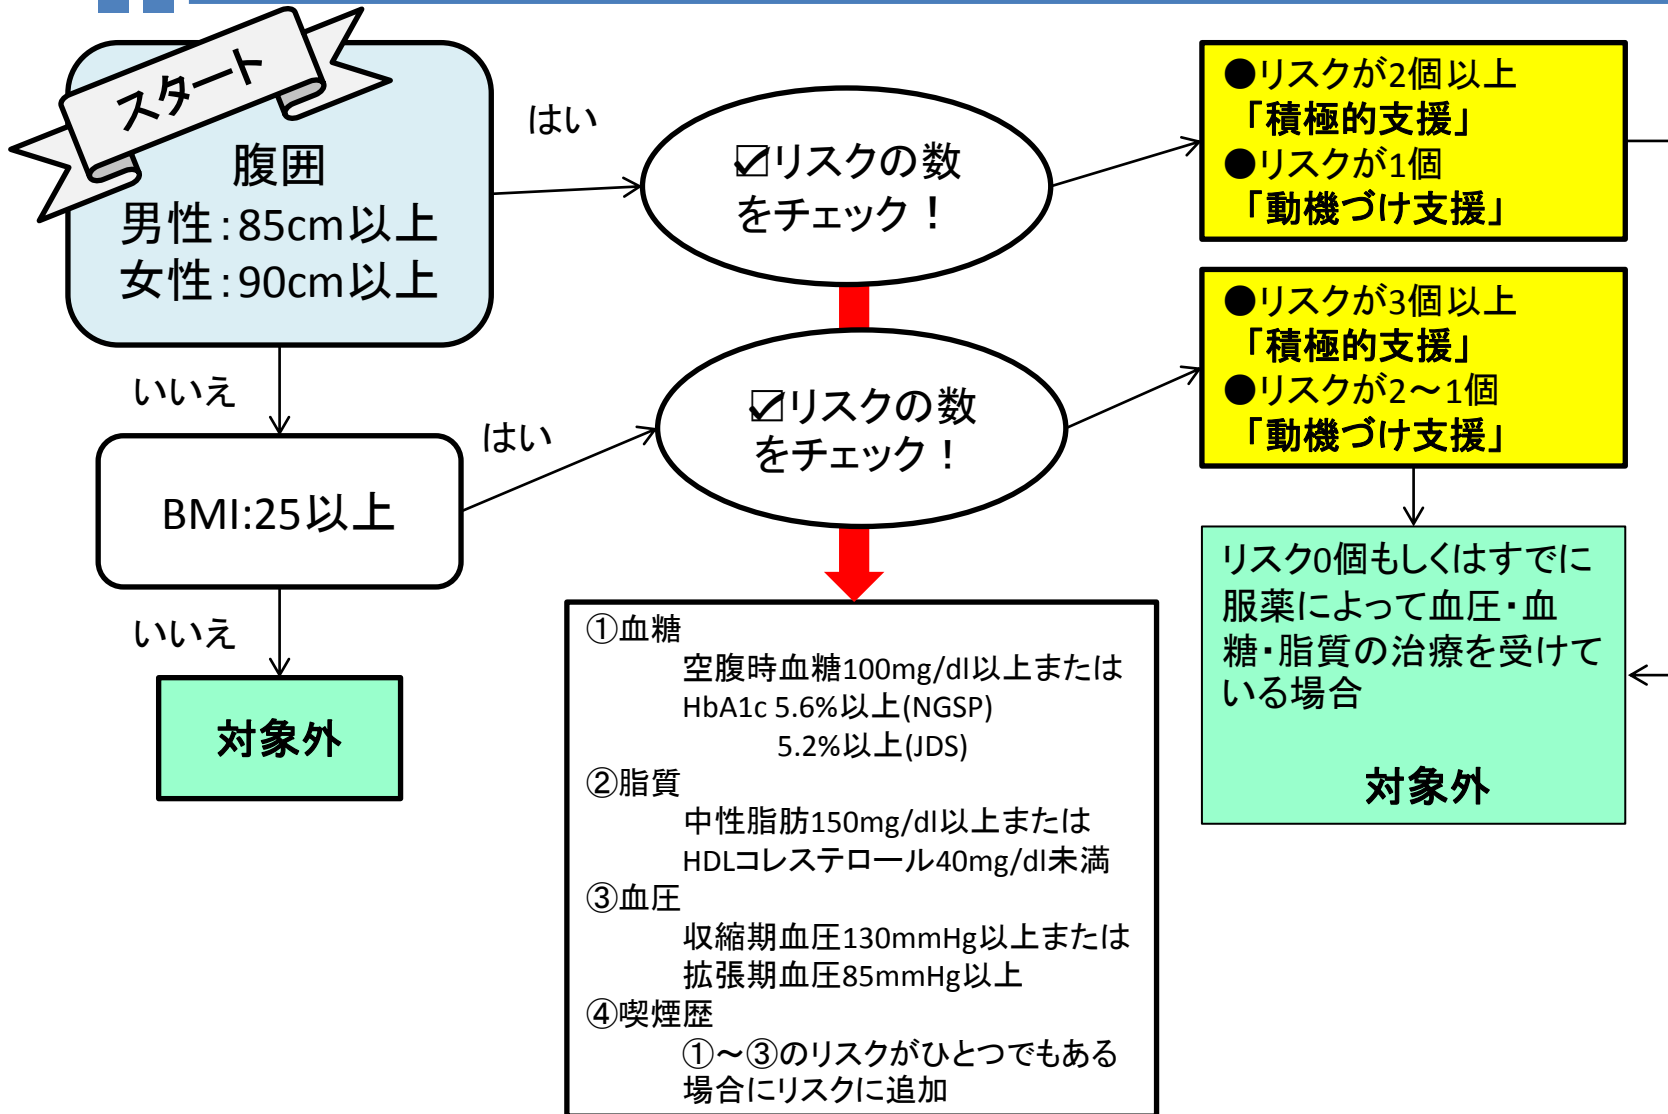 スタート
腹囲
男性：85cm以上
女性：90cm以上
はい
☑リスクの数
をチェック！
●リスクが2個以上
「積極的支援」
●リスクが1個
「動機づけ支援」
いいえ
BMI:25以上
はい
☑リスクの数
をチェック！
●リスクが3個以上
「積極的支援」
●リスクが2～1個
「動機づけ支援」
いいえ
対象外
①血糖
空腹時血糖100mg/dl以上または
HbA1c 5.6%以上(NGSP)
5.2%以上(JDS)
②脂質
中性脂肪150mg/dl以上または
HDLコレステロール40mg/dl未満
③血圧
収縮期血圧130mmHg以上または
拡張期血圧85mmHg以上
④喫煙歴
①～③のリスクがひとつでもある
場合にリスクに追加
リスク0個もしくはすでに
服薬によって血圧・血
糖・脂質の治療を受けて
いる場合
対象外